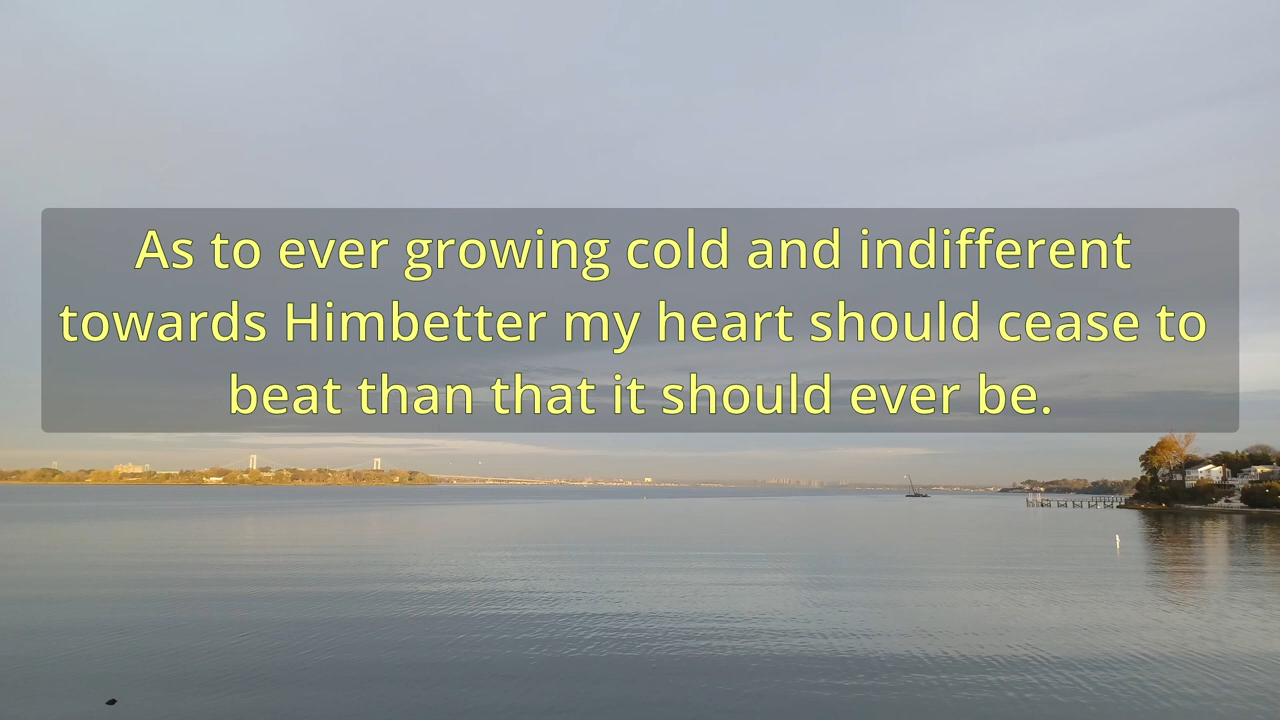 As to ever growing cold and indifferent
towards Himbetter my heart should cease to
beat than that it should ever be.